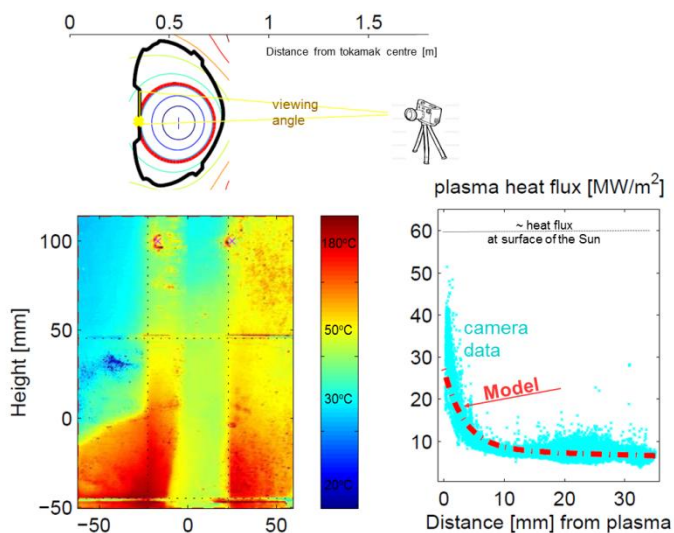 0 0.5 1 1.5
Distance from tokamak centre [m]
viewing
angle
plasma heat flux [MW/m²]
60
~ heat flux
at surface of the Sun
50
camera
data
40
30
Model
20
10
0 10 20 30
Distance [mm] from plasma
100
50
0
-50
Height [mm]
-50 0 50
180°C
50°C
30°C
20°C